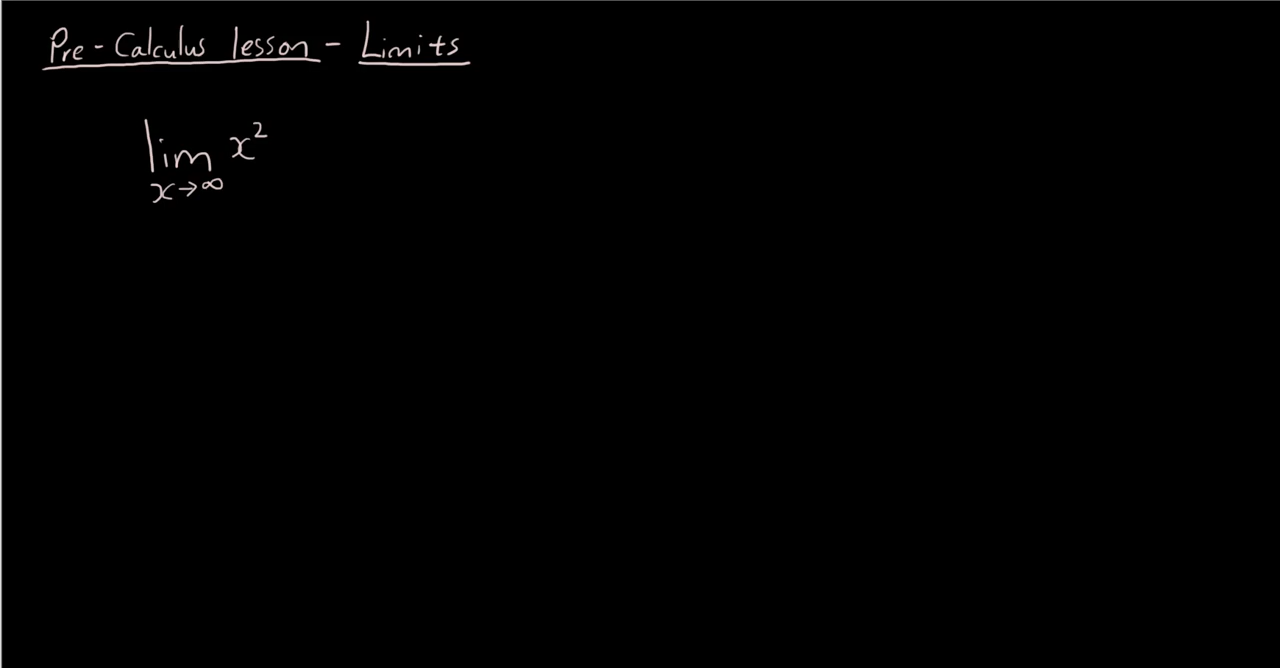 Pre-Calculus lesson - Limits
lim x²
x→∞